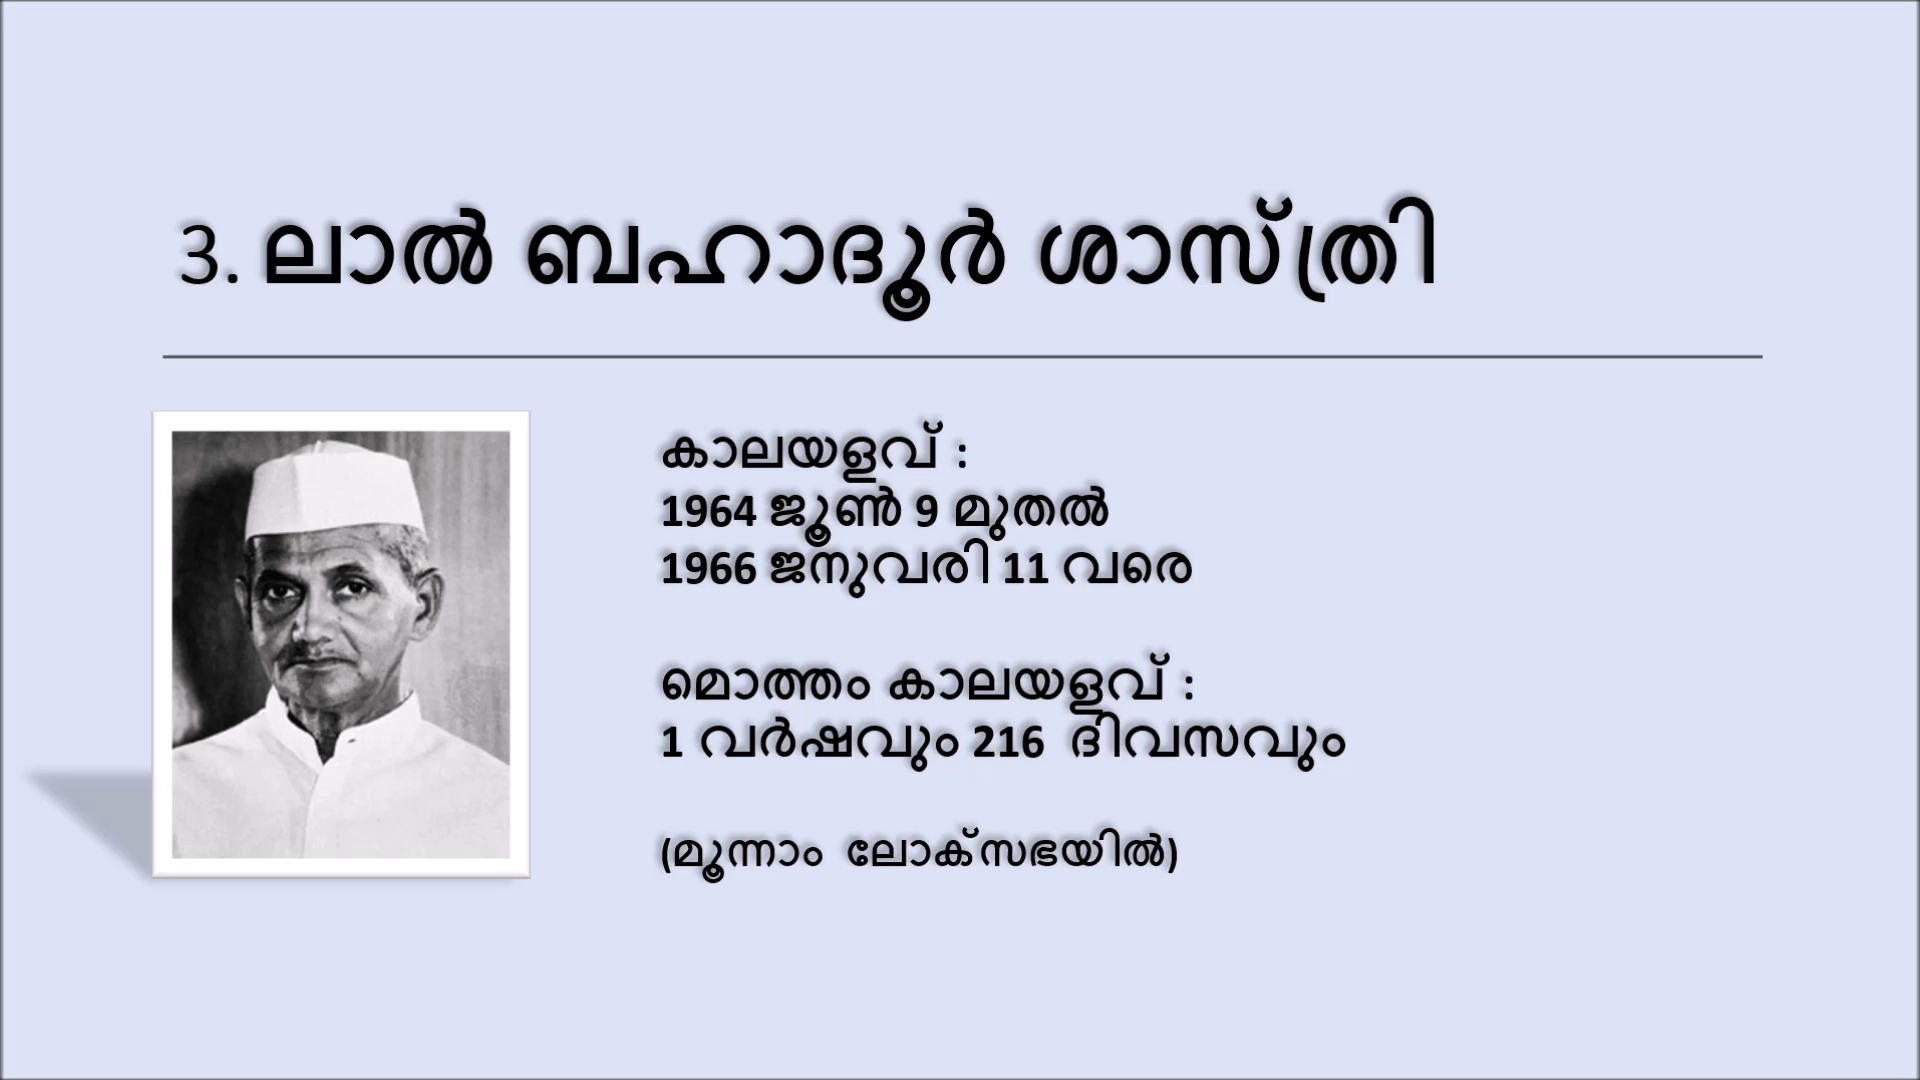 3. ലാൽ ബഹാദൂർ ശാസ്ത്രി
കാലയളവ് :
1964 ജൂൺ 9 മുതൽ
1966 ജനുവരി 11 വരെ
മൊത്തം കാലയളവ് :
1 വർഷവും 216 ദിവസവും
(മൂന്നാം ലോക്സഭയിൽ)